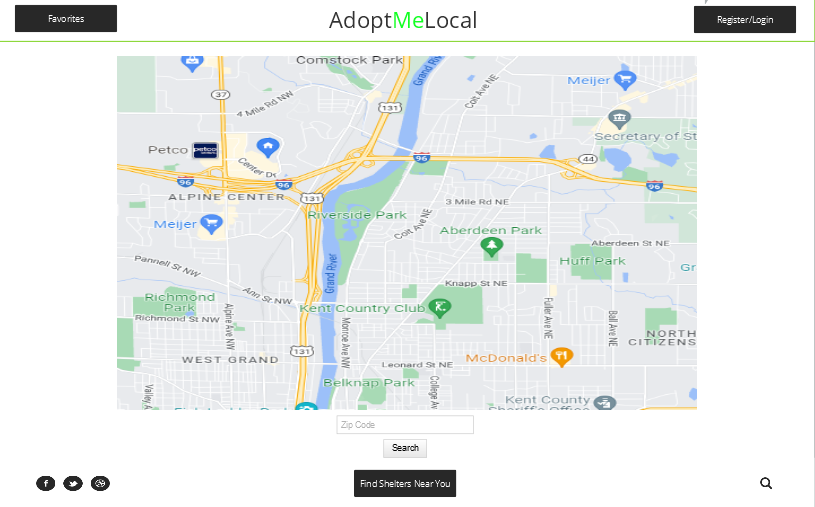 Favorites
AdoptMeLocal
Register/Login
Comstock Park
Grand River
Colt Ave NE
Meijer
37
4 Mile Rd NW
131
Secretary of St
Petco
petco
Center Dr
96
44
96
96
96
ALPINE CENTER
131
3 Mile Rd NE
Riverside Park
Meijer
Coit Ave NE
Aberdeen Park
Aberdeen St NE
Pannell St NW
Grand River
Huff Park
Gr
Knapp St NE
Richmond
Park
Ann St NW
Kent Country Club
Richmond St NW
Alpine Ave NW
Monroe Ave NW
Fuller Ave NE
Ball Ave NE
NORTH
CITIZENS
WEST GRAND
131
McDonald's
Leonard St NE
Belknap Park
College Av
Valley A
Kent County
Sheriff's Office
Zip Code
Search
Find Shelters Near You